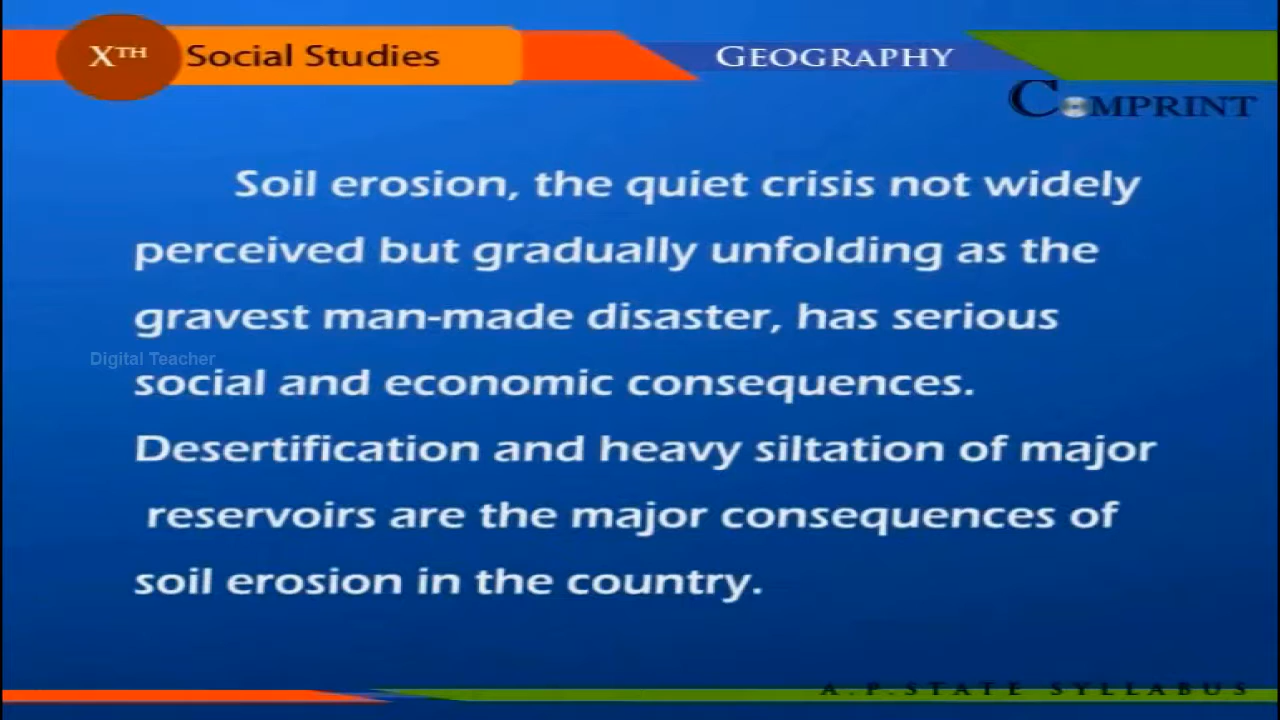 XTH Social Studies
GEOGRAPHY
COMPRINT
Soil erosion, the quiet crisis not widely
perceived but gradually unfolding as the
gravest man-made disaster, has serious
Digital Teacher
social and economic consequences.
Desertification and heavy siltation of major
reservoirs are the major consequences of
soil erosion in the country.
A.P.STATE SYLLABUS